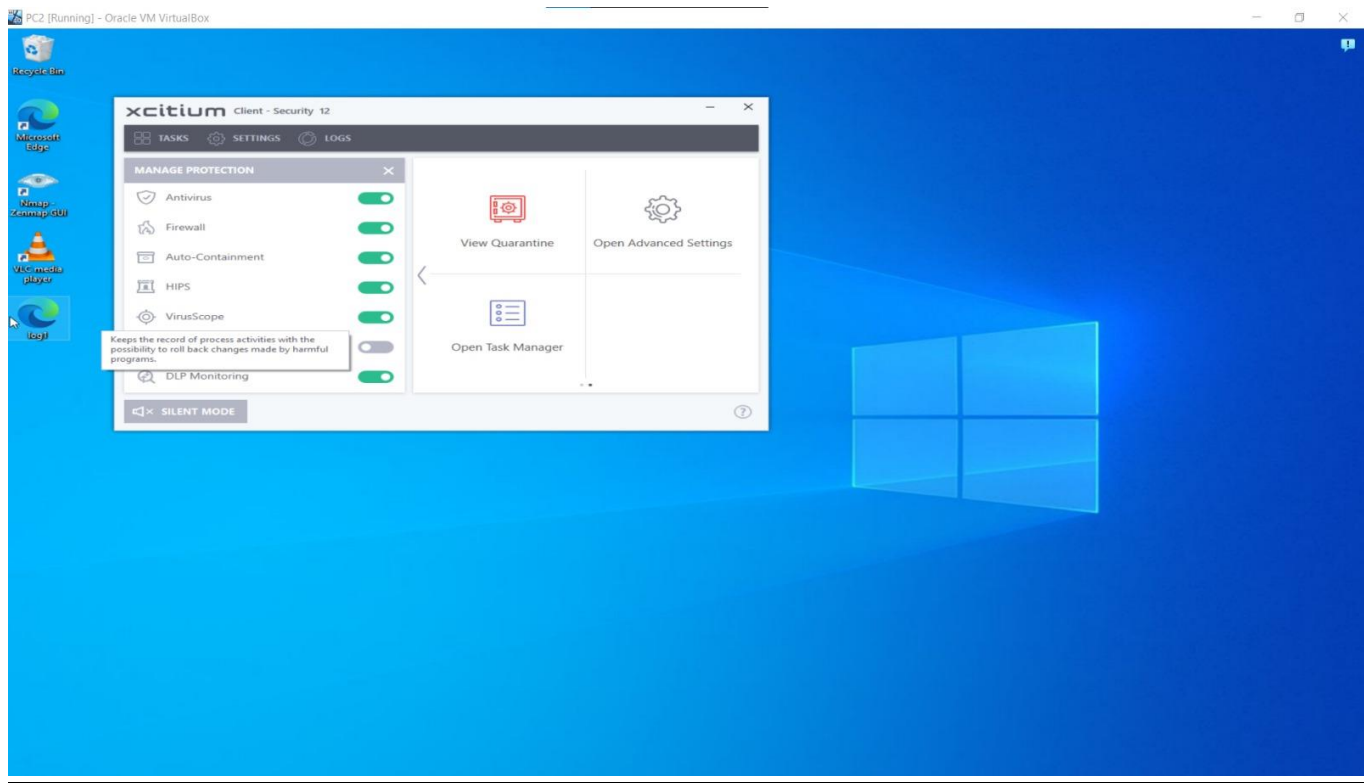 PC2 [Running] - Oracle VM VirtualBox
Recycle Bin
Microsoft
Edge
Nmap -
Zenmap GUI
VLC media
player
log1
xcitium Client - Security 12
TASKS SETTINGS LOGS
MANAGE PROTECTION
Antivirus
Firewall
Auto-Containment
HIPS
VirusScope
Keeps the record of process activities with the
possibility to roll back changes made by harmful
programs.
DLP Monitoring
View Quarantine
Open Advanced Settings
Open Task Manager
SILENT MODE